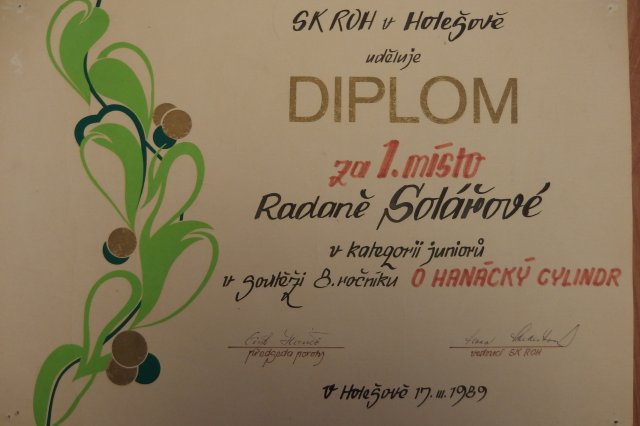 SK ROH v Holešově
uděluje
DIPLOM
za 1. místo
Radaně Solářové
v kategorii juniorů
v soutěži 8. ročníku O HANÁCKÝ CYLINDR
předseda poroty
vedoucí SK ROH
v Holešově 17. III. 1989